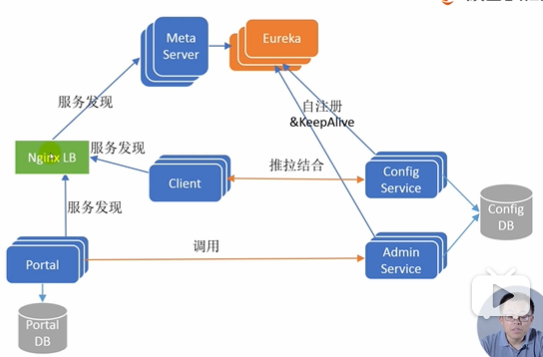 Meta
Server
Eureka
服务发现
自注册
&KeepAlive
Nginx LB
服务发现
Client
推拉结合
Config
Service
服务发现
Config
DB
Portal
调用
Admin
Service
Portal
DB